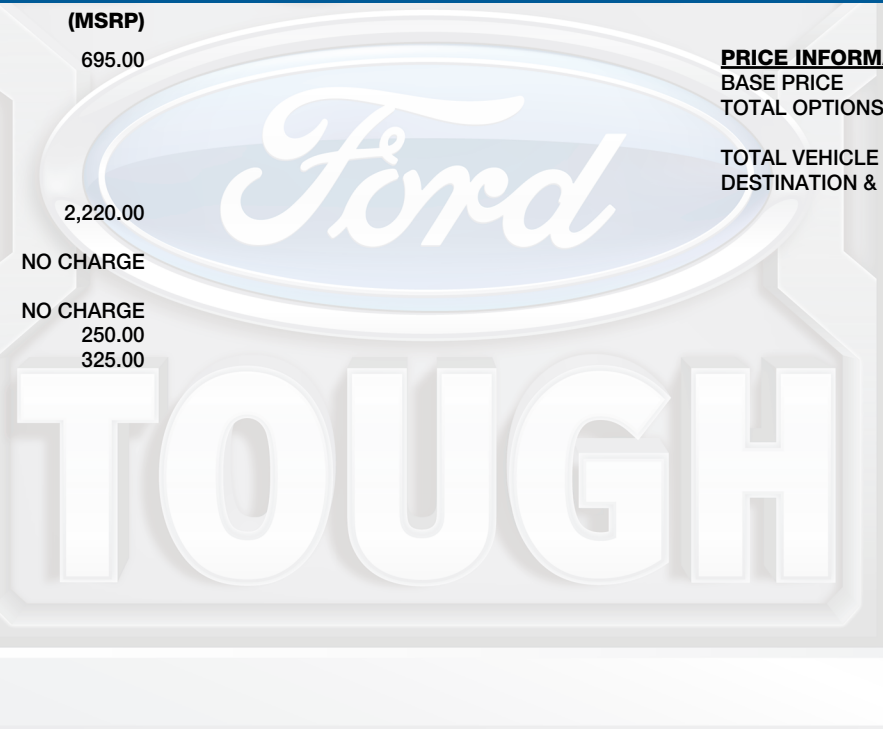 (MSRP)
695.00
2,220.00
NO CHARGE
NO CHARGE
250.00
325.00
PRICE INFORMA
BASE PRICE
TOTAL OPTIONS
TOTAL VEHICLE
DESTINATION &
Ford
TOUGH